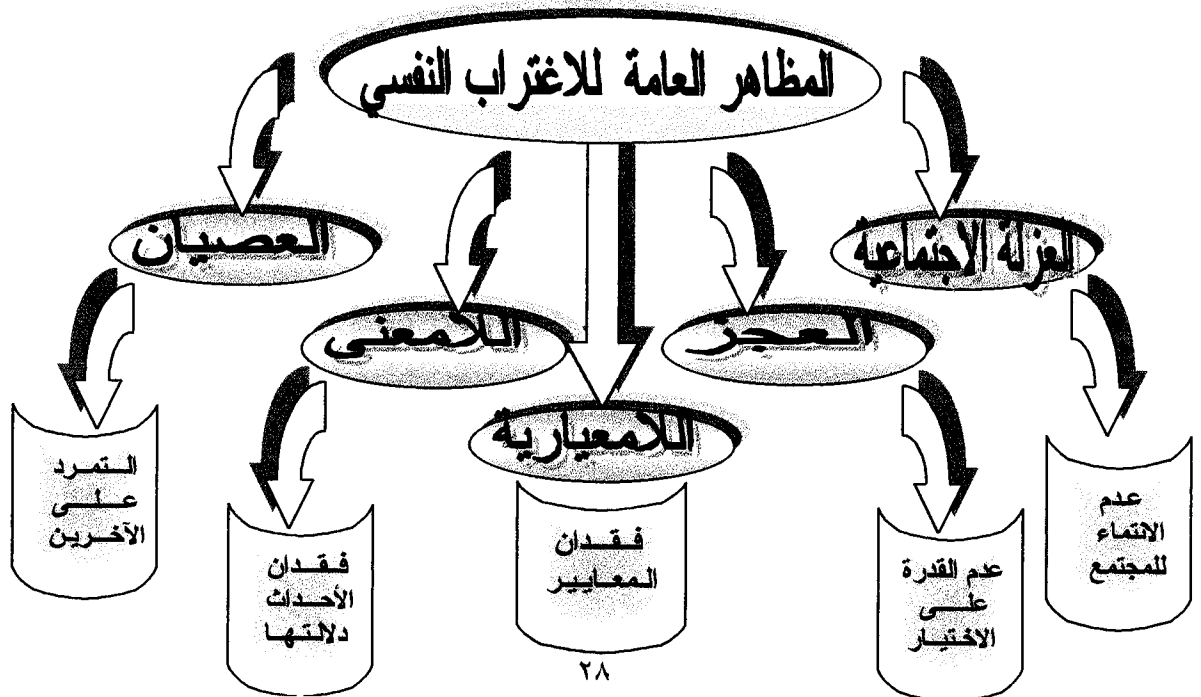 المظاهر العامة للاغتراب النفسي
العزلة الاجتماعية
العصيان
العجز
اللامعنى
اللامعيارية
عدم
الانتماء
للمجتمع
عدم القدرة
على
الاختيار
فقدان
المعايير
فقدان
الأحداث
دلالتها
التمرد
على
الآخرين
٢٨